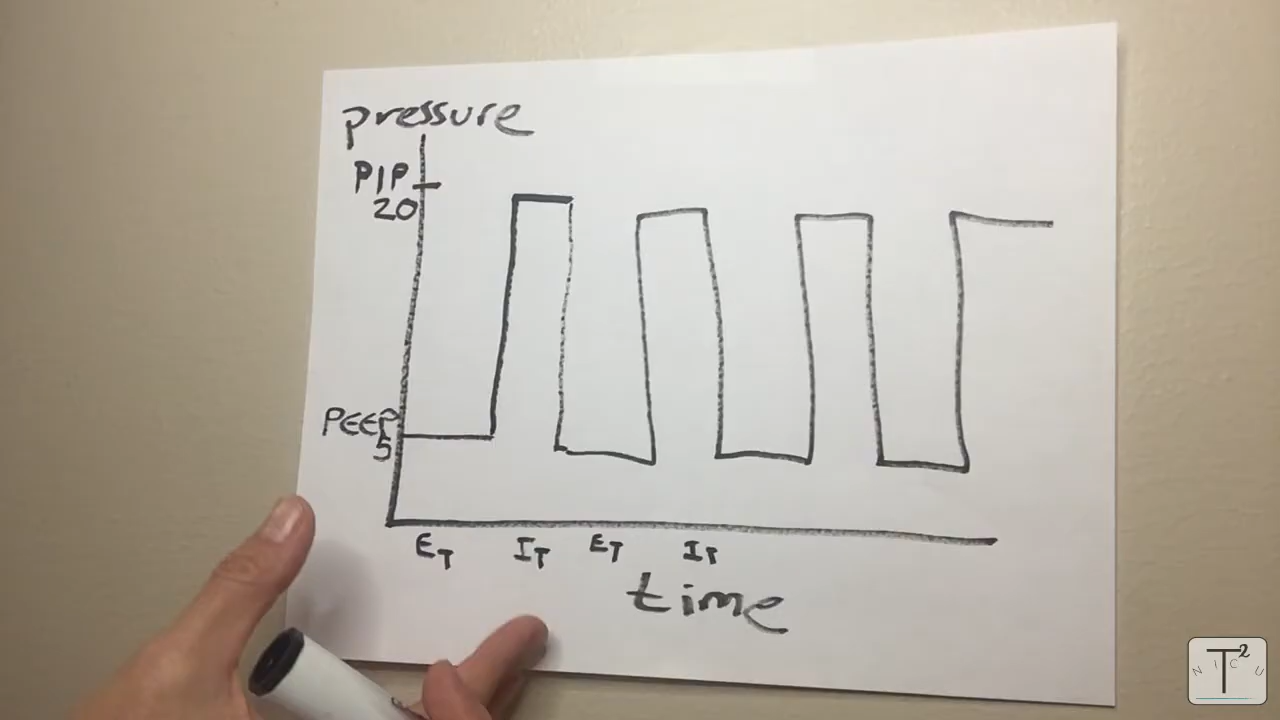 pressure
PIP
20
PEEP
5
ET IT ET IT
time
T2
NICU